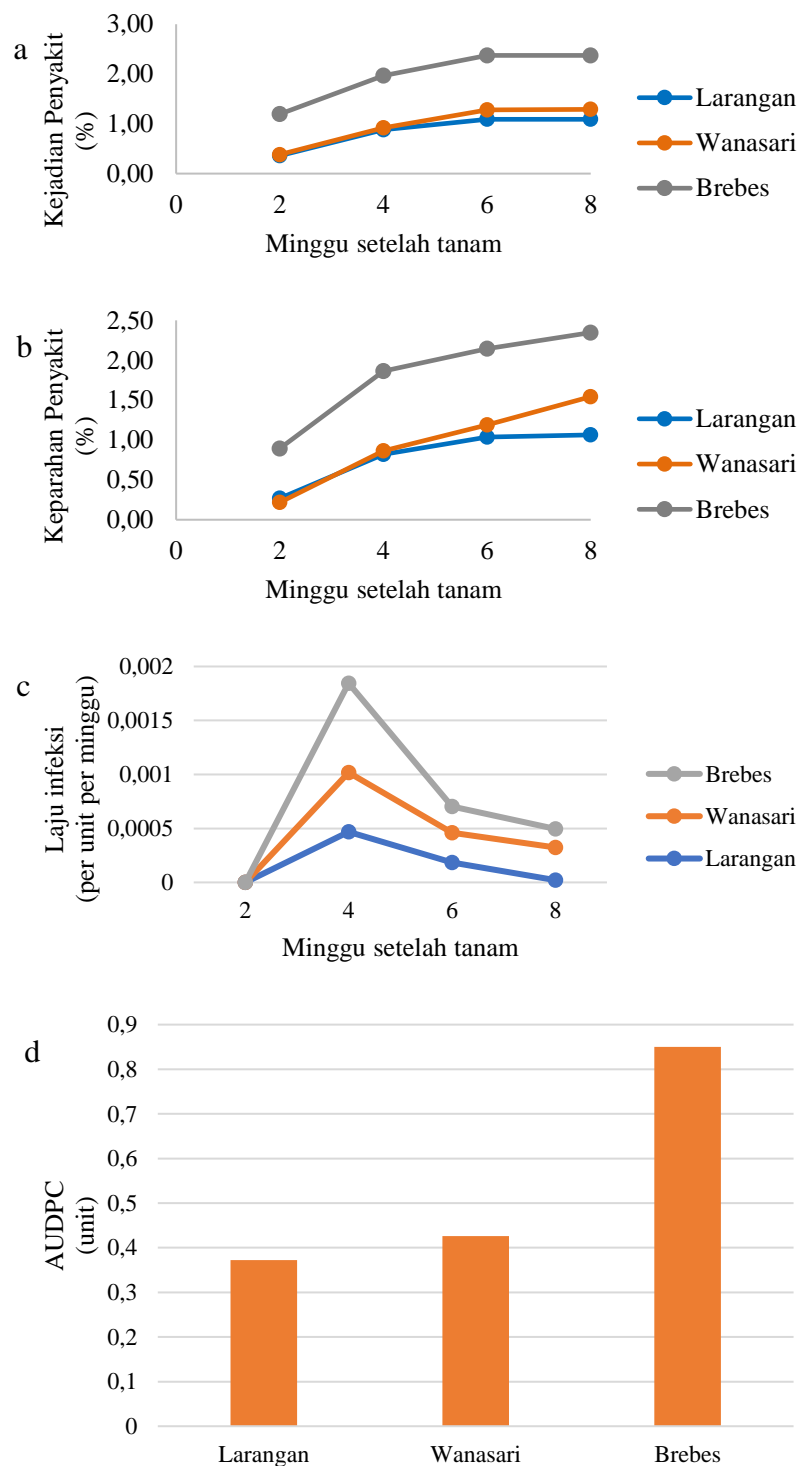 a
Kejadian Penyakit
(%)
3,00
2,00
1,00
0,00
0
2
4
6
8
Minggu setelah tanam
Larangan
Wanasari
Brebes
b
Keparahan Penyakit
(%)
2,50
2,00
1,50
1,00
0,50
0,00
0
2
4
6
8
Minggu setelah tanam
Larangan
Wanasari
Brebes
c
Laju infeksi
(per unit per minggu)
0,002
0,0015
0,001
0,0005
0
2
4
6
8
Minggu setelah tanam
Brebes
Wanasari
Larangan
d
AUDPC
(unit)
0,9
0,8
0,7
0,6
0,5
0,4
0,3
0,2
0,1
0
Larangan
Wanasari
Brebes